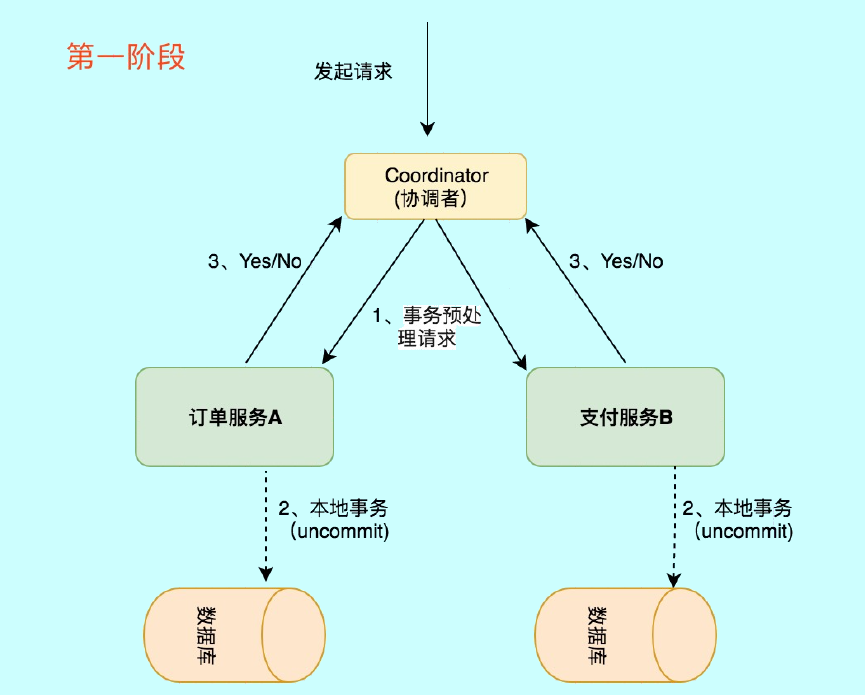 第一阶段
发起请求
Coordinator
(协调者）
3、Yes/No
3、Yes/No
1、事务预处
理请求
订单服务A
支付服务B
2、本地事务
（uncommit)
2、本地事务
（uncommit)
数据库
数据库